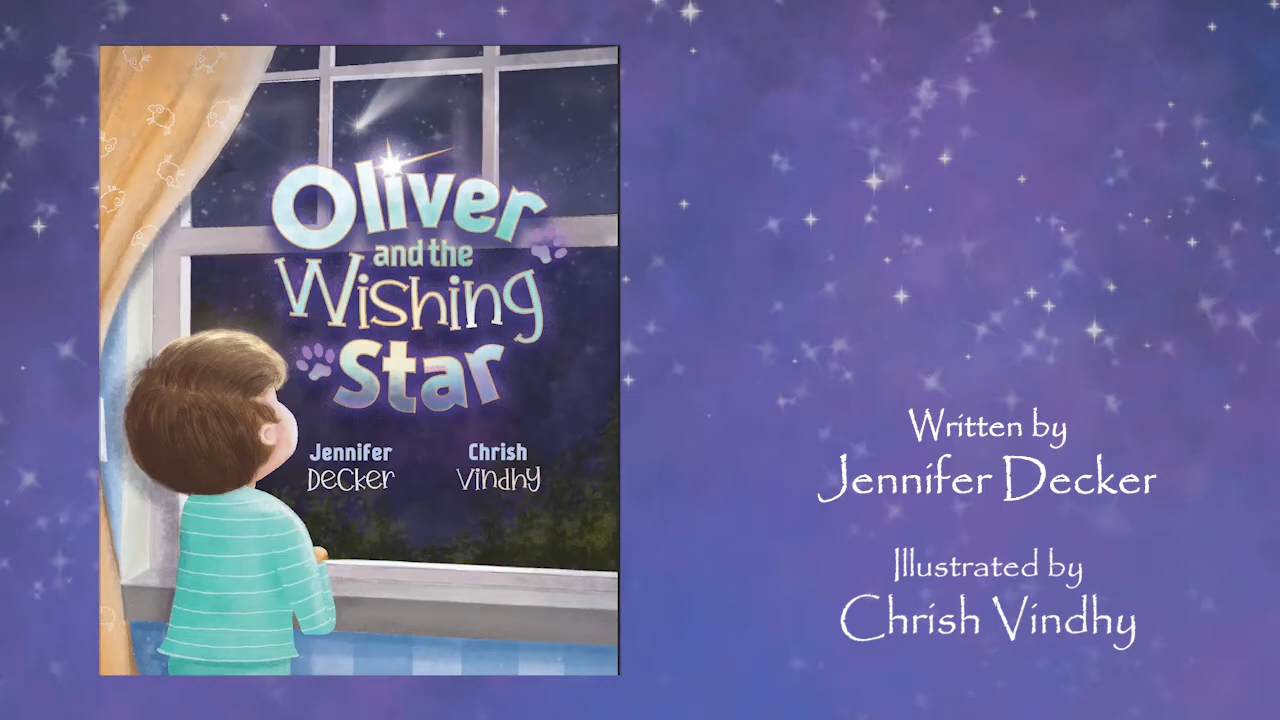 Oliver
and the
Wishing
Star
Jennifer Decker
Chrish Vindhy
Written by
Jennifer Decker
Illustrated by
Chrish Vindhy